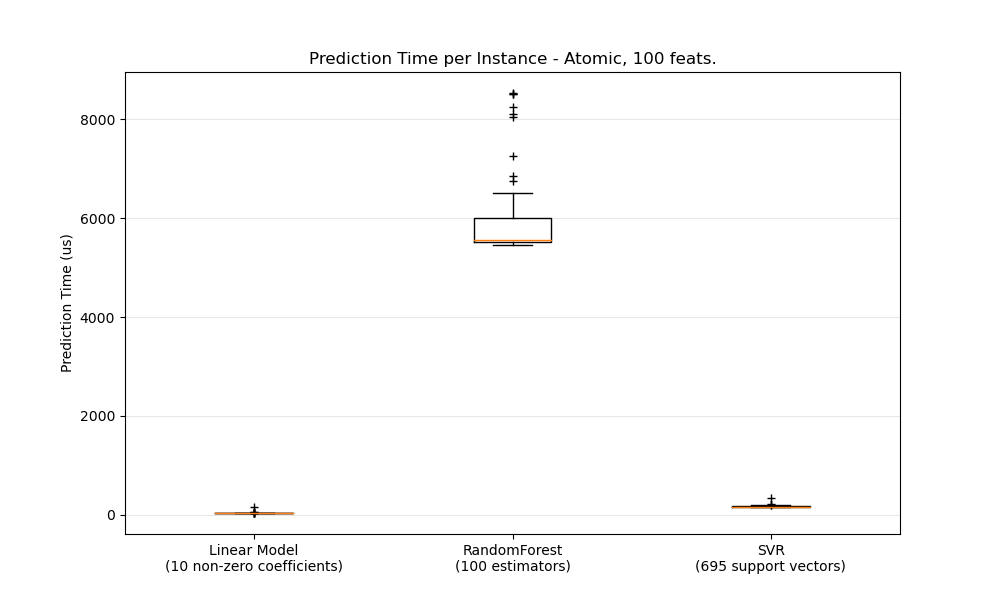 Prediction Time per Instance - Atomic, 100 feats.
Prediction Time (us)
8000
6000
4000
2000
0
Linear Model
(10 non-zero coefficients)
RandomForest
(100 estimators)
SVR
(695 support vectors)